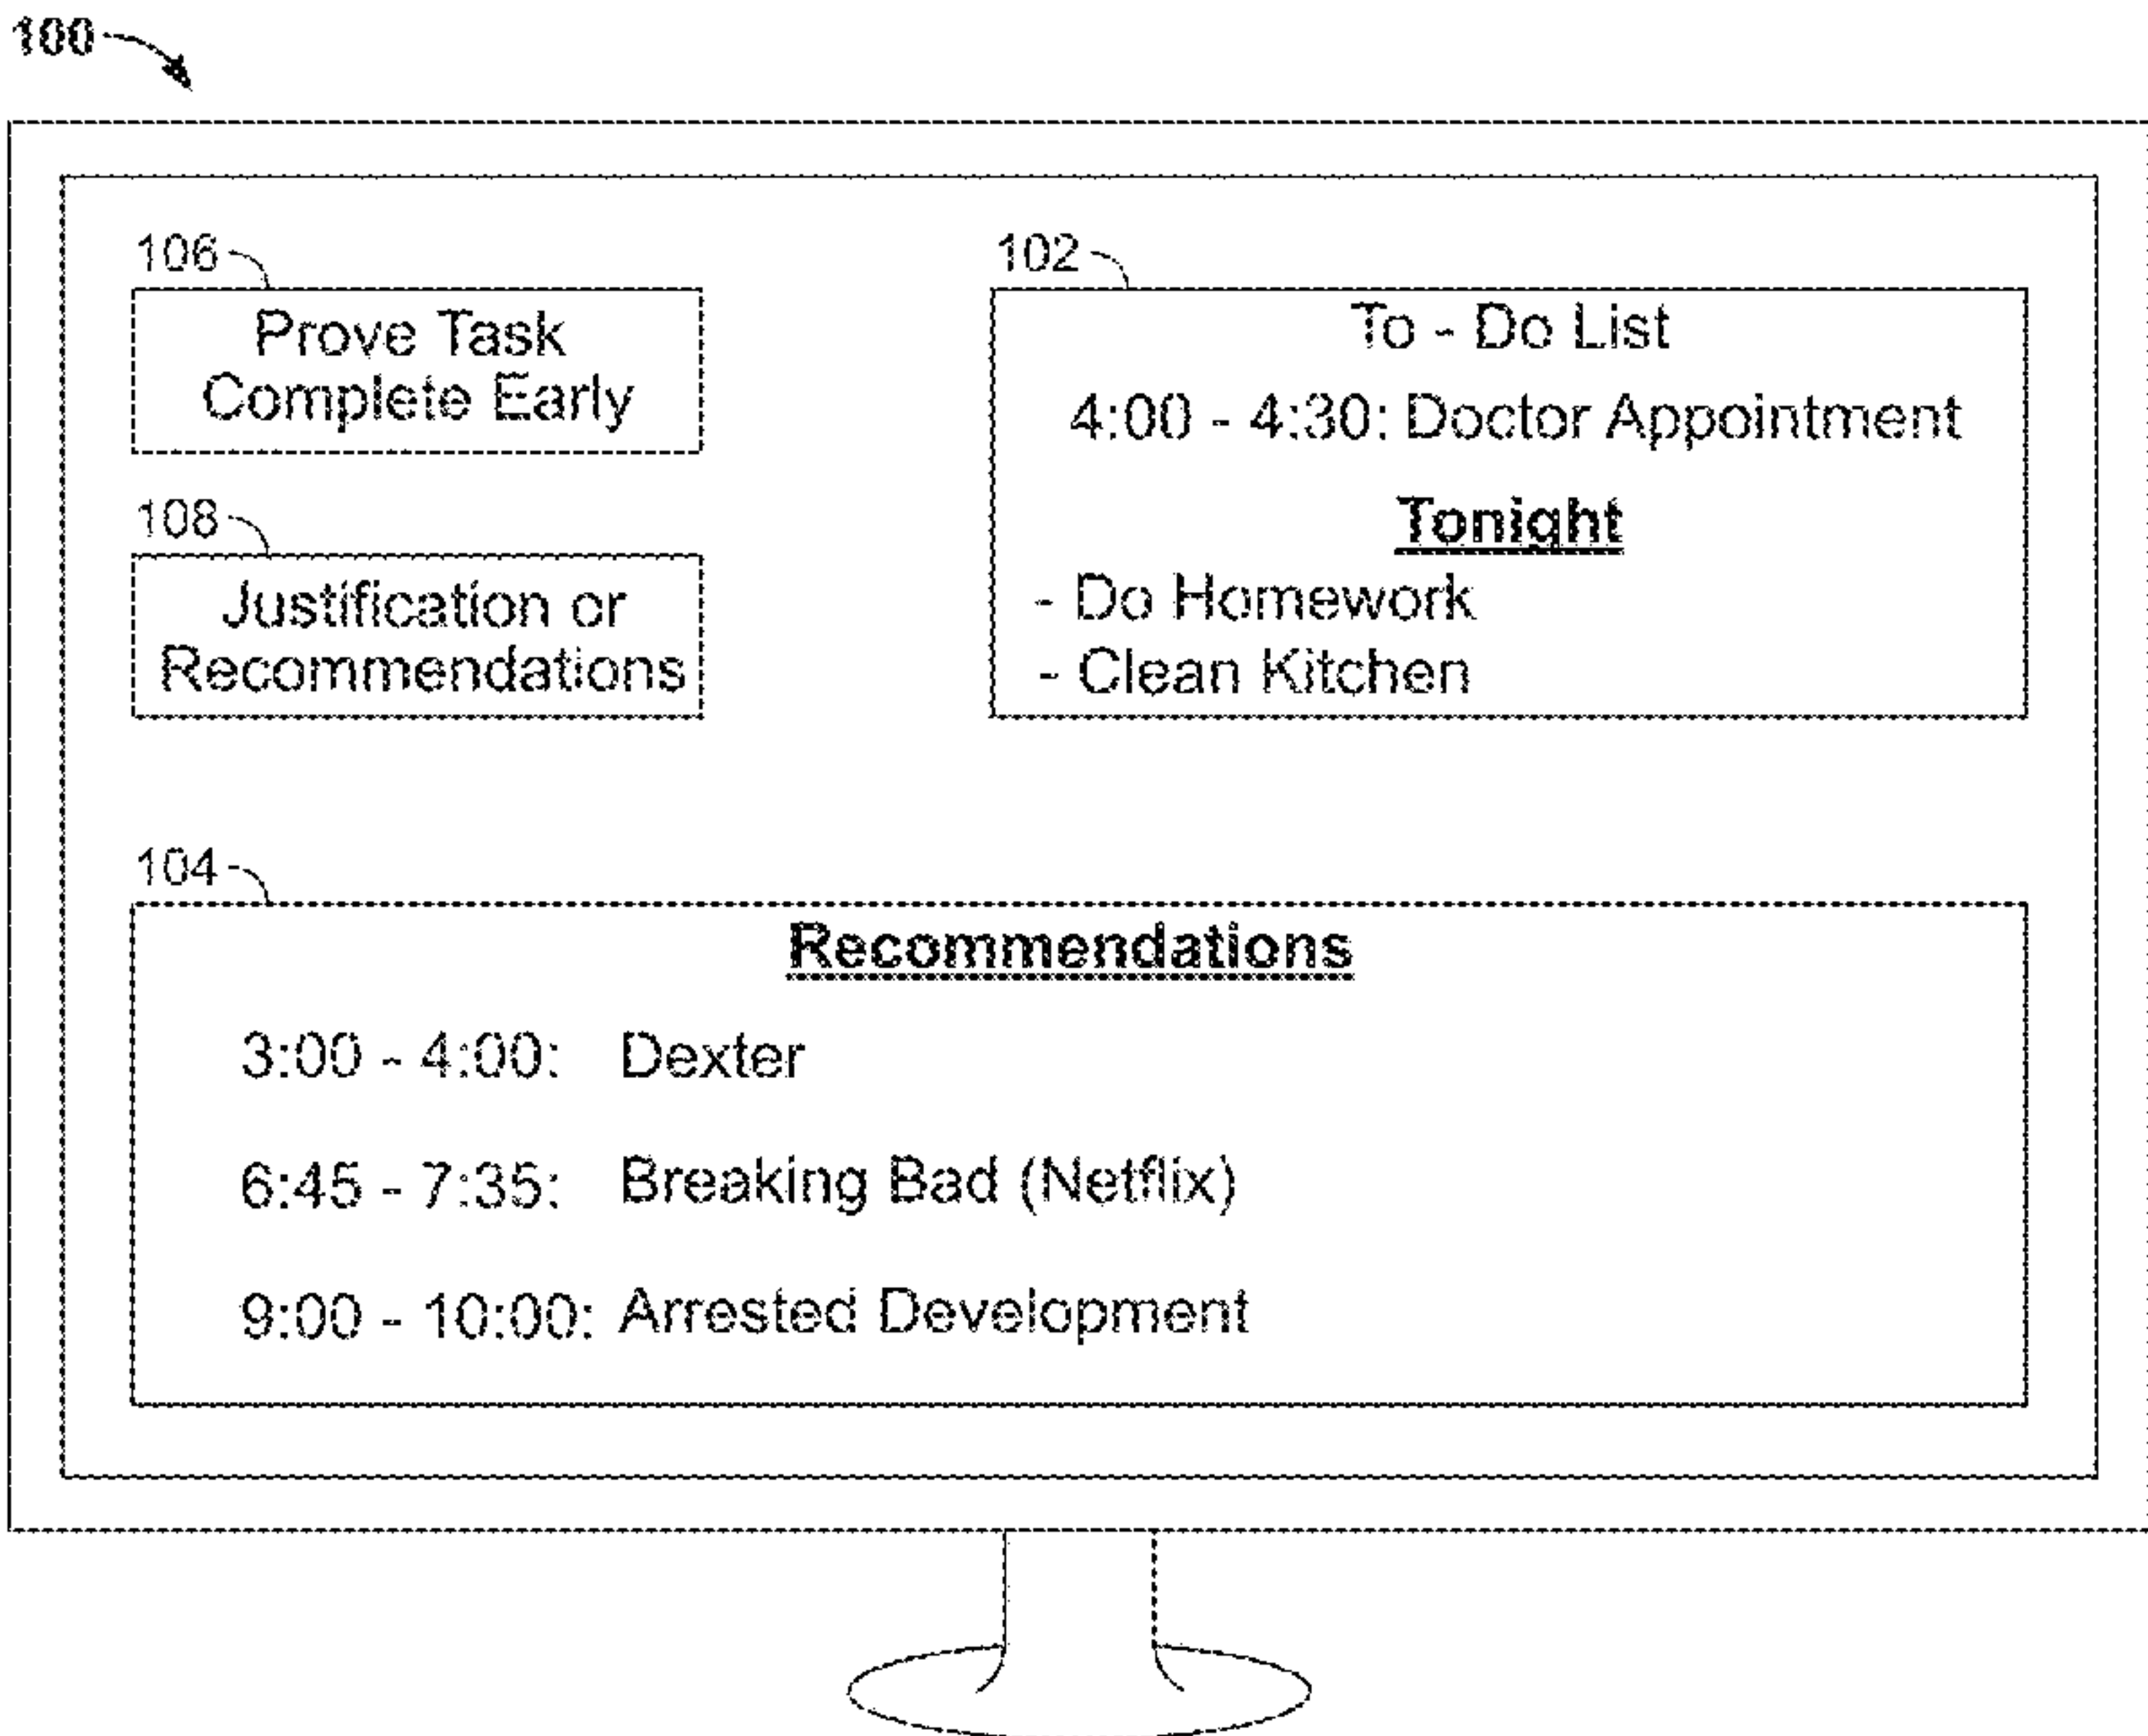 100
106
Prove Task
Complete Early
108
Justification or
Recommendations
102
To - Do List
4:00 - 4:30: Doctor Appointment
Tonight
- Do Homework
- Clean Kitchen
104
Recommendations
3:00 - 4:00: Dexter
6:45 - 7:35: Breaking Bad (Netflix)
9:00 - 10:00: Arrested Development